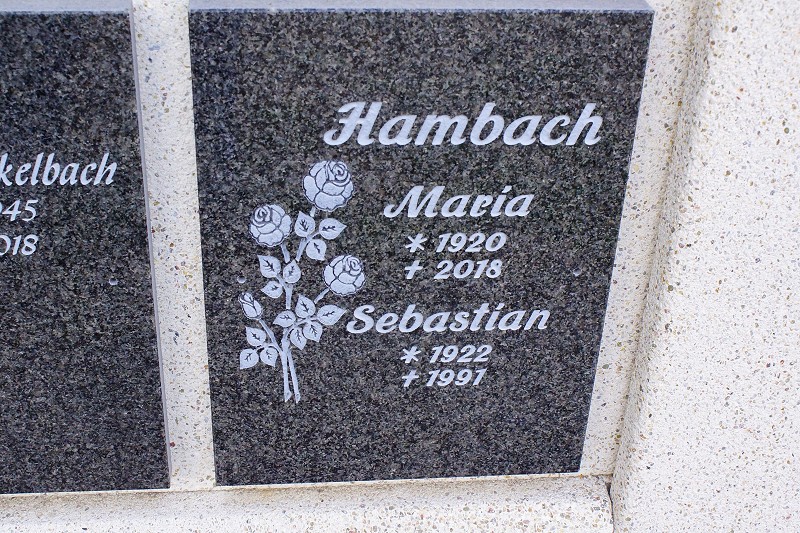 kelbach
945
018
Hambach
Maria
* 1920
+ 2018
Sebastian
* 1922
+ 1991